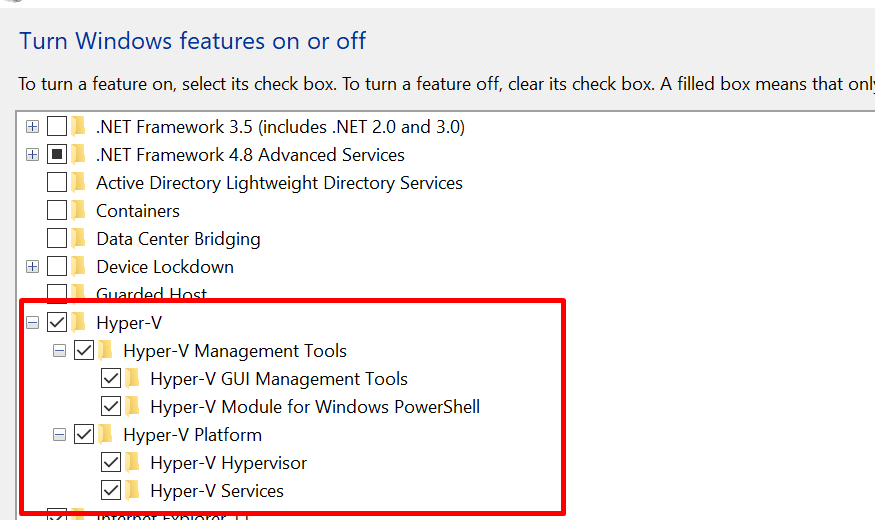 Turn Windows features on or off
To turn a feature on, select its check box. To turn a feature off, clear its check box. A filled box means that only
.NET Framework 3.5 (includes .NET 2.0 and 3.0)
.NET Framework 4.8 Advanced Services
Active Directory Lightweight Directory Services
Containers
Data Center Bridging
Device Lockdown
Guarded Host
Hyper-V
Hyper-V Management Tools
Hyper-V GUI Management Tools
Hyper-V Module for Windows PowerShell
Hyper-V Platform
Hyper-V Hypervisor
Hyper-V Services
Internet Explorer 11